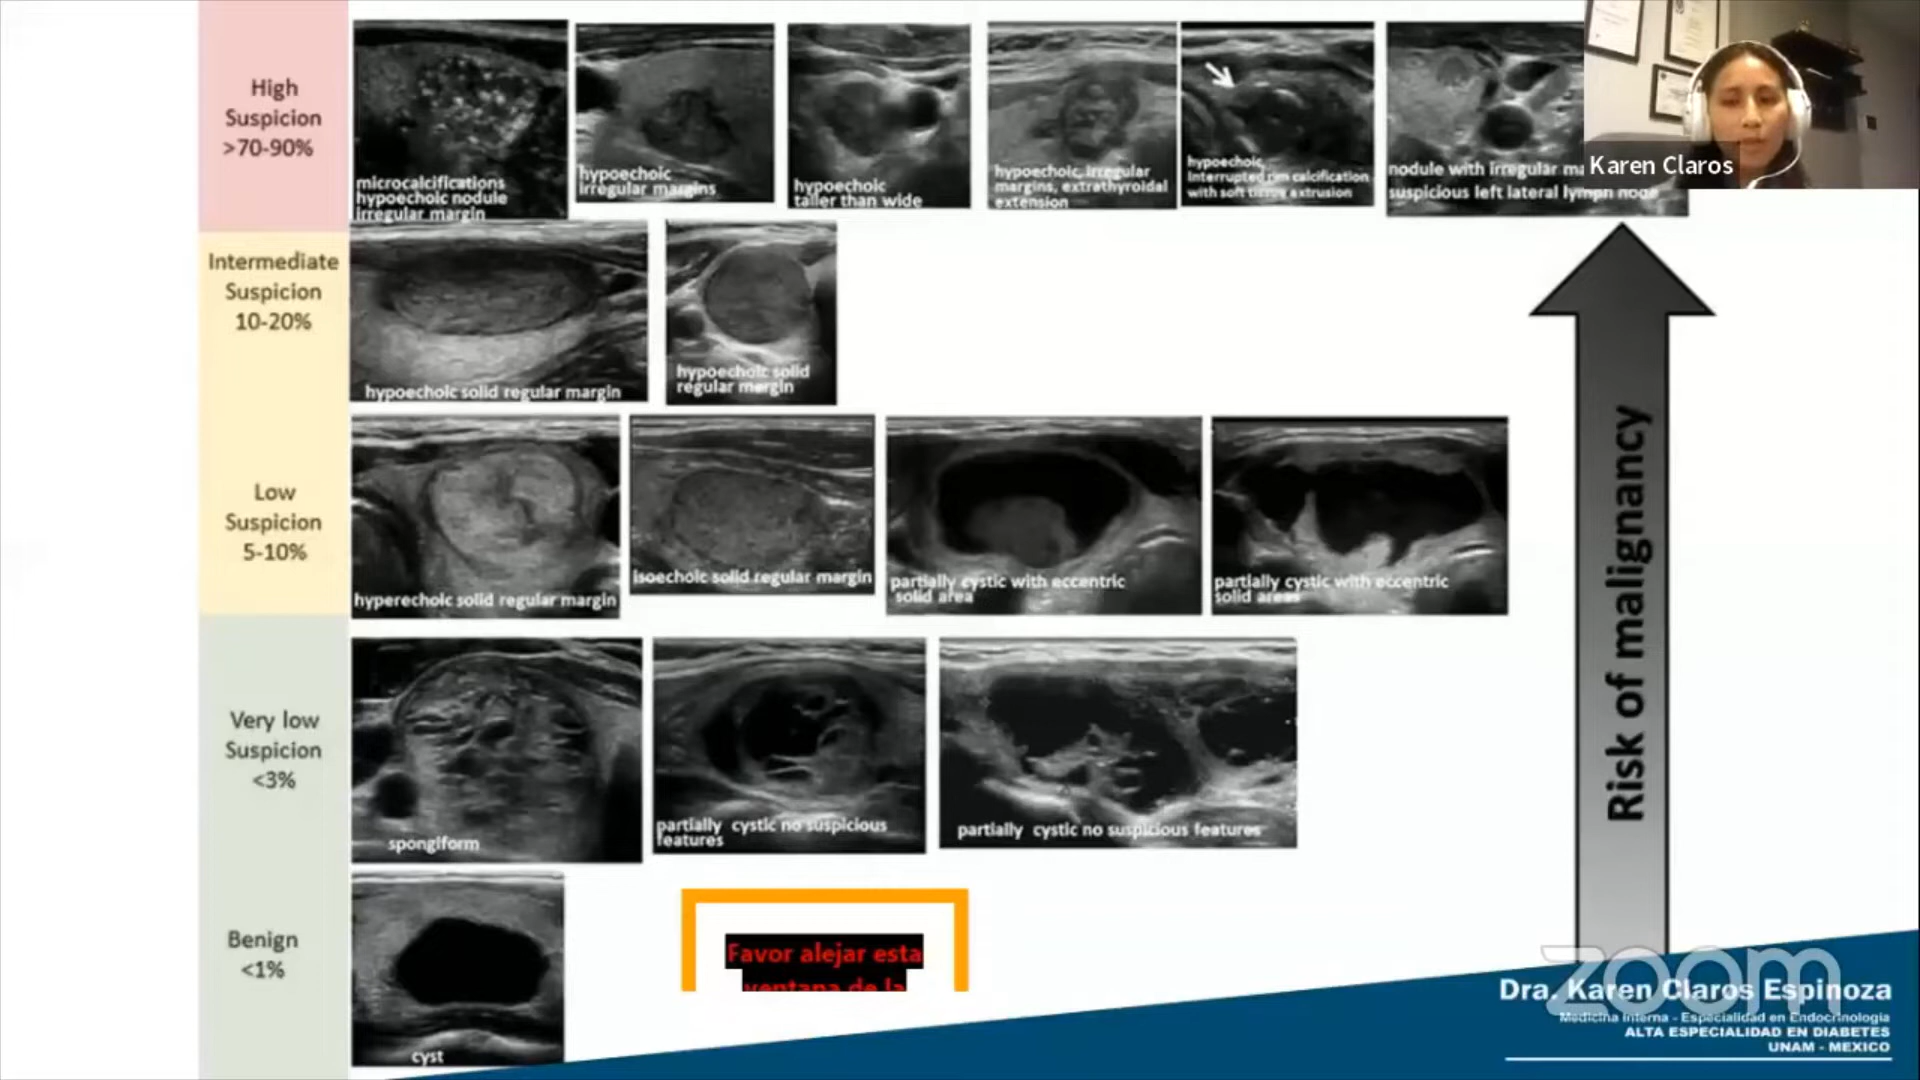 High
Suspicion
>70-90%
microcalcifications
hypoechoic nodule
irregular margin
hypoechoic
irregular margins
hypoechoic
taller than wide
hypoechoic, irregular
margins, extrathyroidal
extension
hypoechoic,
interrupted rim calcification
with soft tissue extrusion
nodule with irregular
suspicious left lateral lymph node
Karen Claros
Intermediate
Suspicion
10-20%
hypoechoic solid regular margin
hypoechoic solid
regular margin
Low
Suspicion
5-10%
hyperechoic solid regular margin
isoechoic solid regular margin
partially cystic with eccentric
solid area
partially cystic with eccentric
solid areas
Very low
Suspicion
<3%
spongiform
partially cystic no suspicious
features
partially cystic no suspicious features
Benign
<1%
cyst
Favor alejar esta
ventana de la
Risk of malignancy
zoom
Dra. Karen Claros Espinoza
Medicina Interna - Especialidad en Endocrinologia
ALTA ESPECIALIDAD EN DIABETES
UNAM - MEXICO